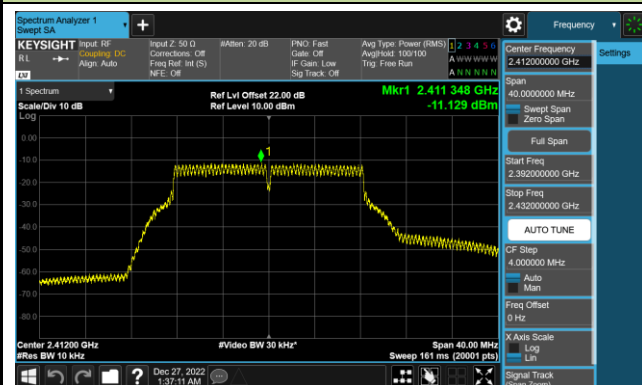 Spectrum Analyzer 1
Swept SA
Frequency
KEYSIGHT
Input: RF
Coupling: DC
Align: Auto
Input Z: 50 Ω
Corrections: Off
Freq Ref: Int (S)
NFE: Off
#Atten: 20 dB
PNO: Fast
Gate: Off
IF Gain: Low
Sig Track: Off
Avg Type: Power (RMS)
Avg|Hold: 100/100
Trig: Free Run
1 2 3 4 5 6
A W W W W W
A N N N N N
RL
LXI
1 Spectrum
Scale/Div 10 dB
Log
Ref Lvl Offset 22.00 dB
Ref Level 10.00 dBm
Mkr1 2.411 348 GHz
-11.129 dBm
1
0.00
-10.0
-20.0
-30.0
-40.0
-50.0
-60.0
-70.0
-80.0
Center 2.41200 GHz
#Res BW 10 kHz
#Video BW 30 kHz*
Span 40.00 MHz
Sweep 161 ms (20001 pts)
Dec 27, 2022
1:37:11 AM
Center Frequency
2.412000000 GHz
Settings
Span
40.0000000 MHz
Swept Span
Zero Span
Full Span
Start Freq
2.392000000 GHz
Stop Freq
2.432000000 GHz
AUTO TUNE
CF Step
4.000000 MHz
Auto
Man
Freq Offset
0 Hz
X Axis Scale
Log
Lin
Signal Track
(Span Zoom)